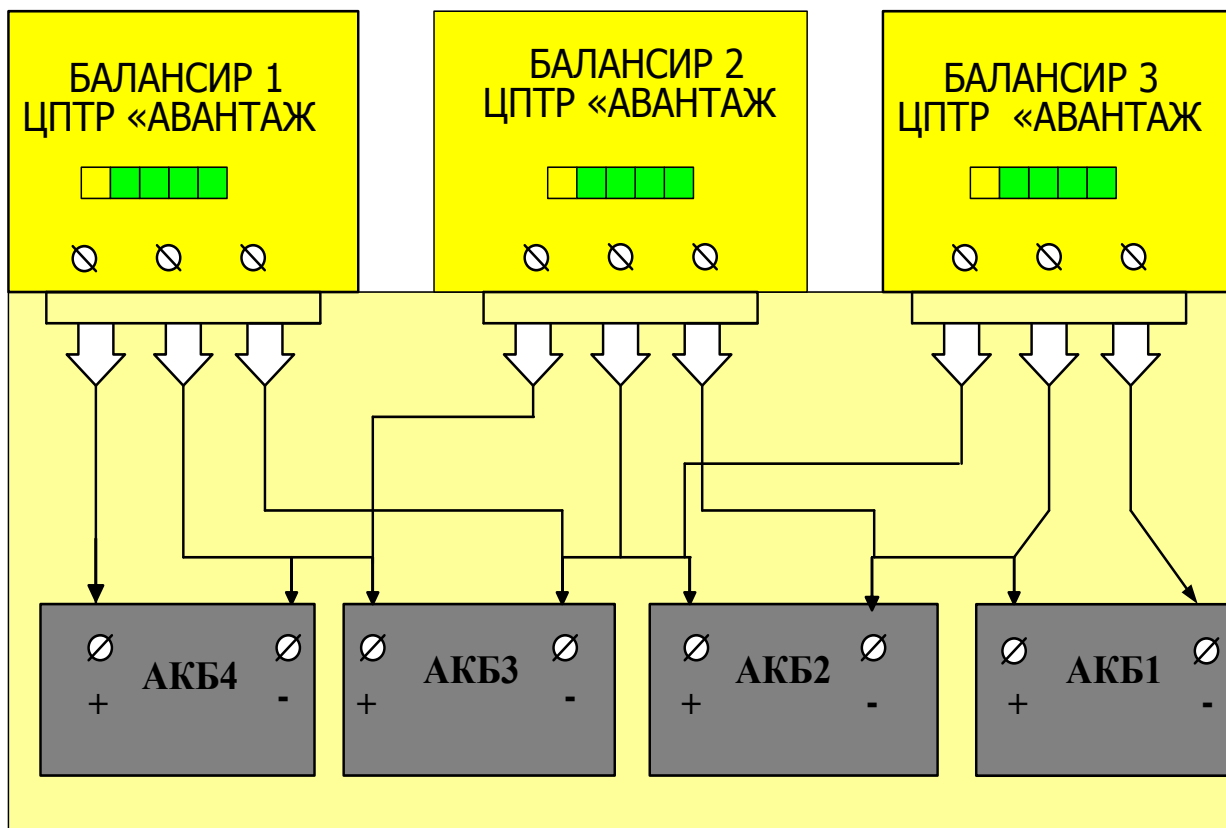 БАЛАНСИР 1
ЦПТР «АВАНТАЖ
БАЛАНСИР 2
ЦПТР «АВАНТАЖ
БАЛАНСИР 3
ЦПТР «АВАНТАЖ
АКБ4
+ -
АКБ3
+ -
АКБ2
+ -
АКБ1
+ -